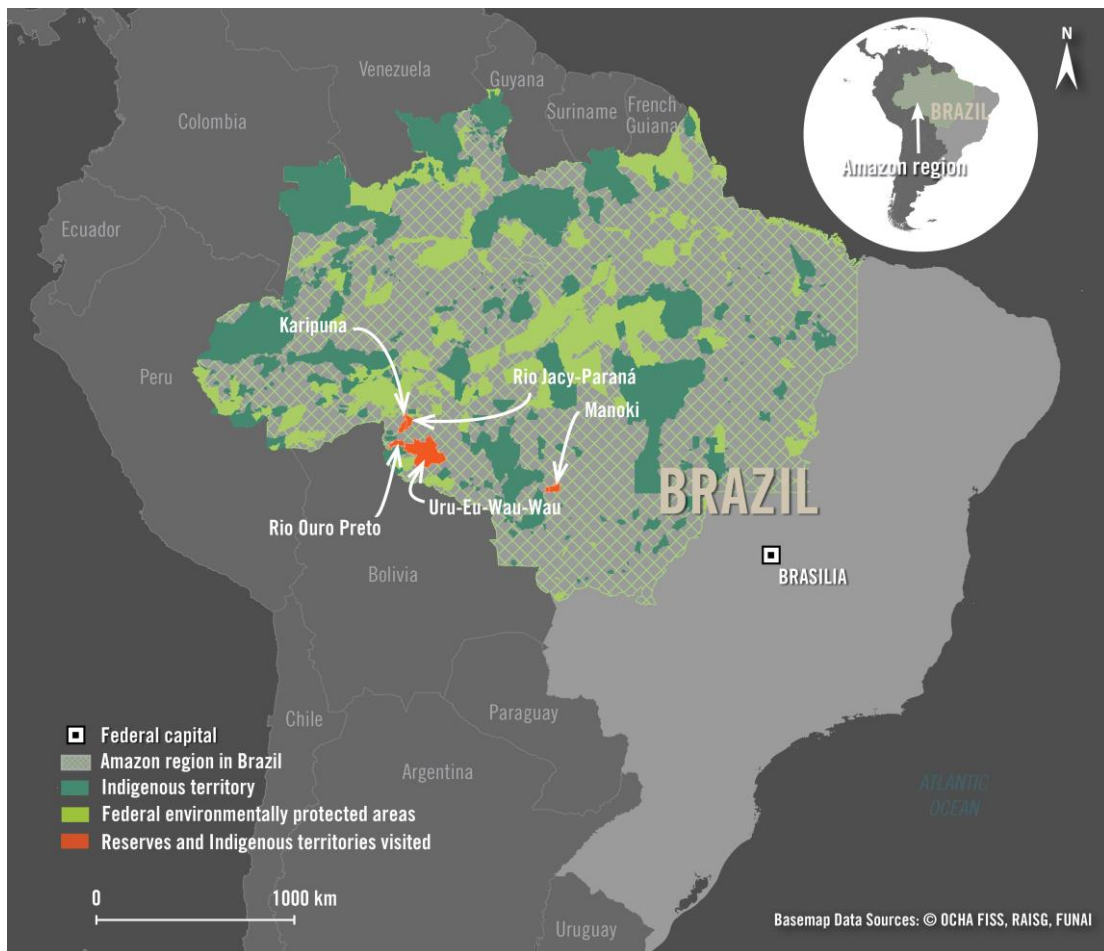 N
Venezuela
Guyana
Suriname
French
Guiana
Colombia
BRAZIL
Amazon region
Ecuador
Karipuna
Rio Jacy-Paraná
Peru
Manoki
BRAZIL
Uru-Eu-Wau-Wau
Rio Ouro Preto
BRASILIA
Bolivia
Paraguay
Chile
Federal capital
Amazon region in Brazil
Argentina
Indigenous territory
ATLANTIC
OCEAN
Federal environmentally protected areas
Reserves and Indigenous territories visited
0
1000 km
Uruguay
Basemap Data Sources: © OCHA FISS, RAISG, FUNAI